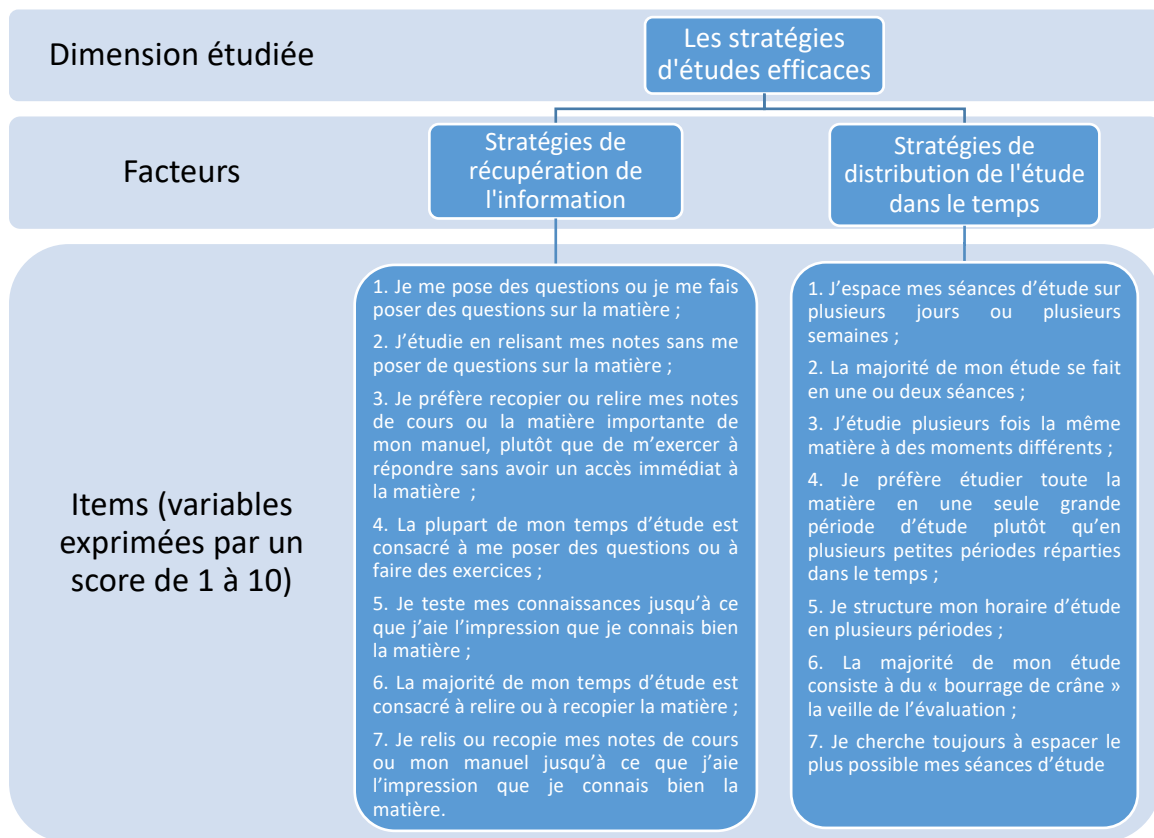 Dimension étudiée
Les stratégies
d'études efficaces
Facteurs
Stratégies de
récupération de
l'information
Stratégies de
distribution de l'étude
dans le temps
Items (variables
exprimées par un
score de 1 à 10)
1. Je me pose des questions ou je me fais
poser des questions sur la matière ;
2. J’étudie en relisant mes notes sans me
poser de questions sur la matière ;
3. Je préfère recopier ou relire mes notes
de cours ou la matière importante de
mon manuel, plutôt que de m’exercer à
répondre sans avoir un accès immédiat à
la matière ;
4. La plupart de mon temps d’étude est
consacré à me poser des questions ou à
faire des exercices ;
5. Je teste mes connaissances jusqu’à ce
que j’aie l’impression que je connais bien
la matière ;
6. La majorité de mon temps d’étude est
consacré à relire ou à recopier la matière ;
7. Je relis ou recopie mes notes de cours
ou mon manuel jusqu’à ce que j’aie
l’impression que je connais bien la
matière.
1. J’espace mes séances d’étude sur
plusieurs jours ou plusieurs
semaines ;
2. La majorité de mon étude se fait
en une ou deux séances ;
3. J’étudie plusieurs fois la même
matière à des moments différents ;
4. Je préfère étudier toute la
matière en une seule grande
période d’étude plutôt qu’en
plusieurs petites périodes réparties
dans le temps ;
5. Je structure mon horaire d’étude
en plusieurs périodes ;
6. La majorité de mon étude
consiste à du « bourrage de crâne »
la veille de l’évaluation ;
7. Je cherche toujours à espacer le
plus possible mes séances d’étude